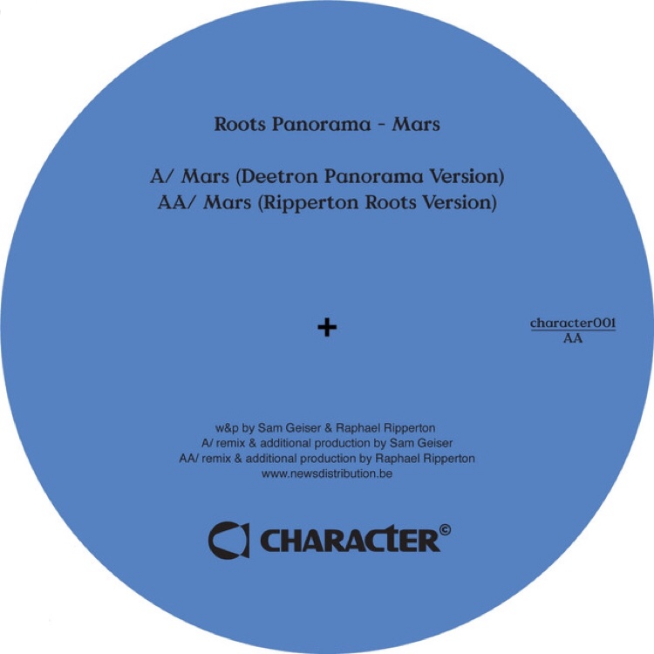 Roots Panorama - Mars
A/ Mars (Deetron Panorama Version)
AA/ Mars (Ripperton Roots Version)
character001
AA
w&p by Sam Geiser & Raphael Ripperton
A/ remix & additional production by Sam Geiser
AA/ remix & additional production by Raphael Ripperton
www.newsdistribution.be
CHARACtER©